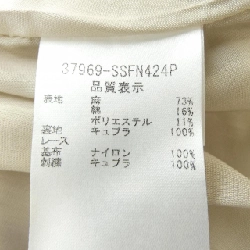 37969-SSFN424P
品質表示
表地 麻 73%
綿 16%
ポリエステル 11%
裏地 キュプラ 100%
レース
基布 ナイロン 100%
刺繍 キュプラ 100%